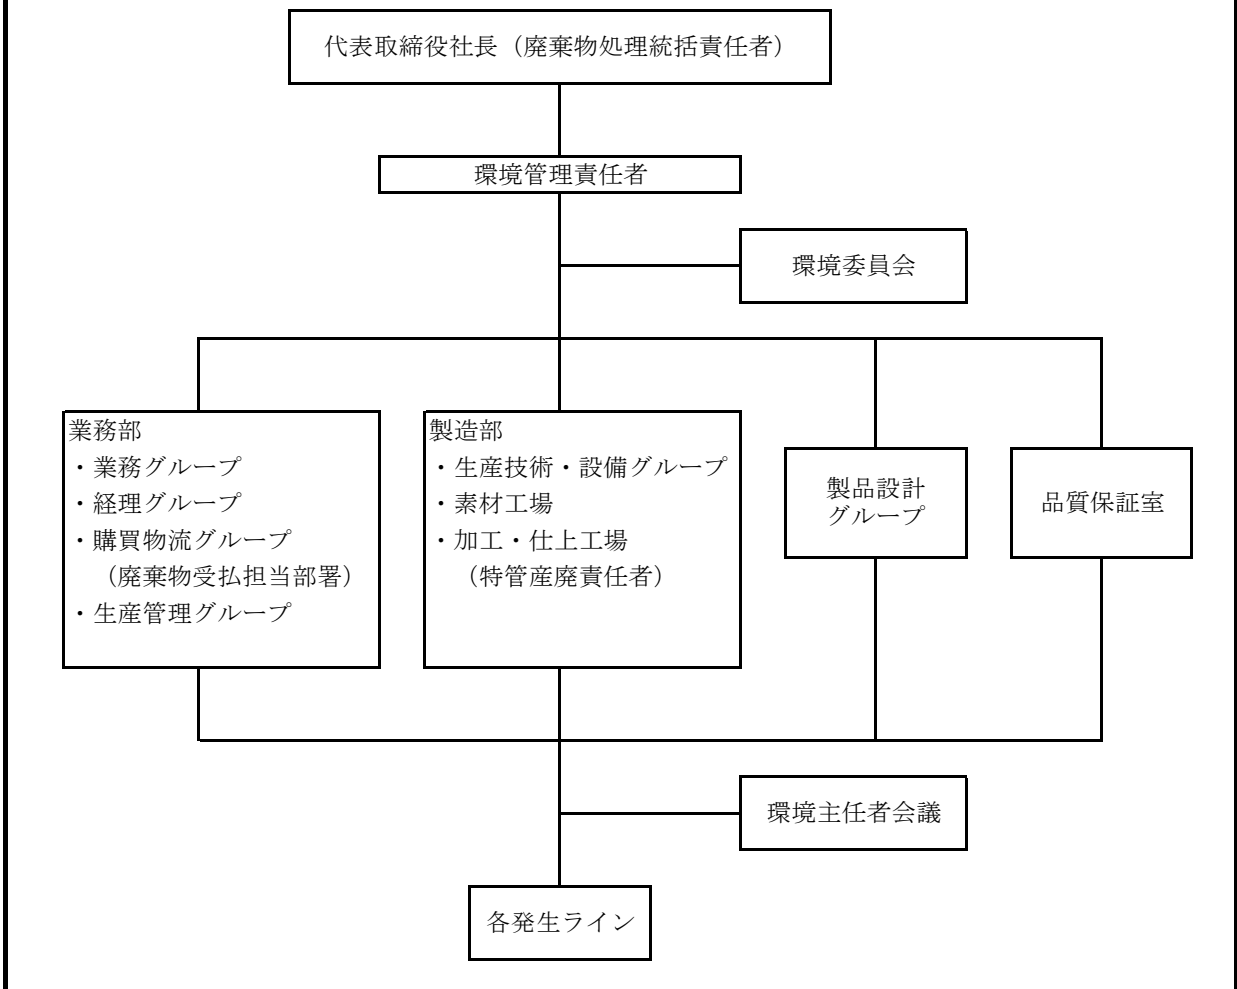 代表取締役社長（廃棄物処理統括責任者）
環境管理責任者
環境委員会
業務部
・業務グループ
・経理グループ
・購買物流グループ
（廃棄物受払担当部署）
・生産管理グループ
製造部
・生産技術・設備グループ
・素材工場
・加工・仕上工場
（特管産廃責任者）
製品設計
グループ
品質保証室
環境主任者会議
各発生ライン